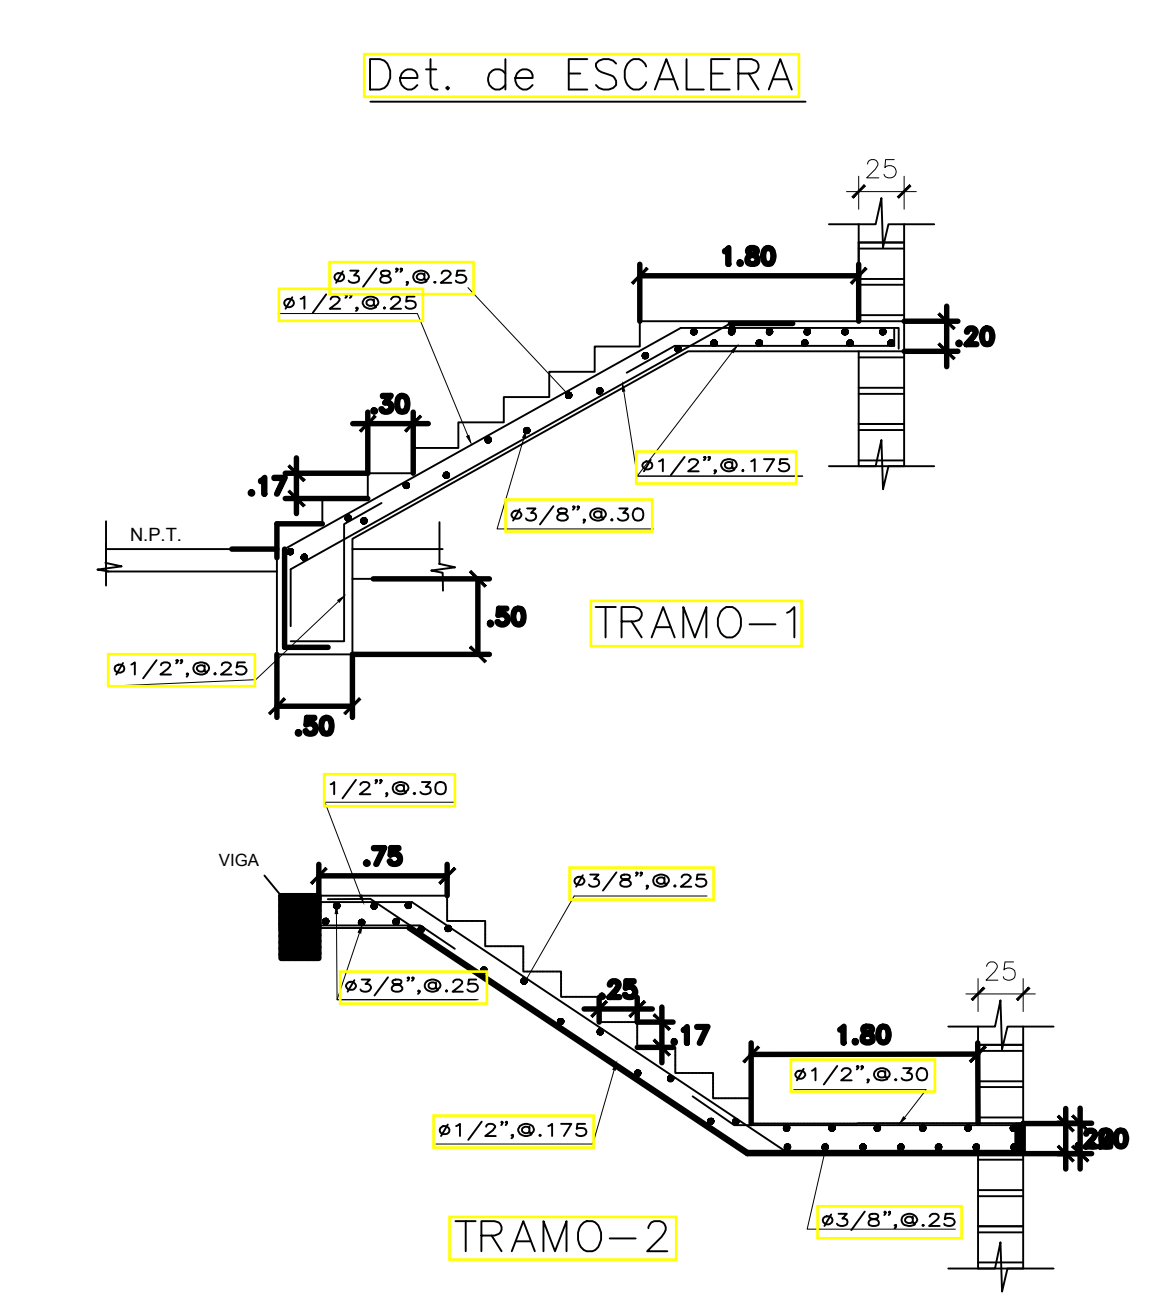 Det. de ESCALERA
25
1.80
ø3/8",@.25
ø1/2",@.25
.20
.30
ø1/2",@.175
.17
ø3/8",@.30
N.P.T.
.50
TRAMO-1
ø1/2",@.25
.50
1/2",@.30
.75
VIGA
ø3/8",@.25
ø3/8",@.25
.25
25
.17
1.80
ø1/2",@.30
ø1/2",@.175
ø3/8",@.25
TRAMO-2